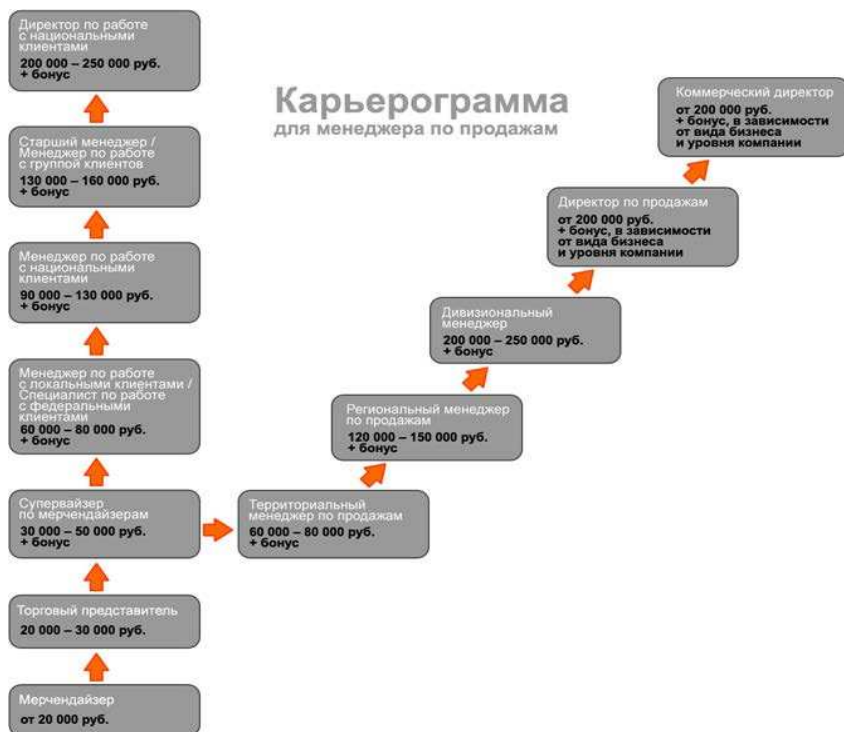 Карьерограмма
для менеджера по продажам
Директор по работе
с национальными
клиентами
200 000 – 250 000 руб.
+ бонус
Старший менеджер /
Менеджер по работе
с группой клиентов
130 000 – 160 000 руб.
+ бонус
Менеджер по работе
с национальными
клиентами
90 000 – 130 000 руб.
+ бонус
Менеджер по работе
с локальными клиентами /
Специалист по работе
с федеральными
клиентами
60 000 – 80 000 руб.
+ бонус
Супервайзер
по мерчендайзерам
30 000 – 50 000 руб.
+ бонус
Торговый представитель
20 000 – 30 000 руб.
Мерчендайзер
от 20 000 руб.
Территориальный
менеджер по продажам
60 000 – 80 000 руб.
+ бонус
Региональный менеджер
по продажам
120 000 – 150 000 руб.
+ бонус
Дивизиональный
менеджер
200 000 – 250 000 руб.
+ бонус
Директор по продажам
от 200 000 руб.
+ бонус, в зависимости
от вида бизнеса
и уровня компании
Коммерческий директор
от 200 000 руб.
+ бонус, в зависимости
от вида бизнеса
и уровня компании